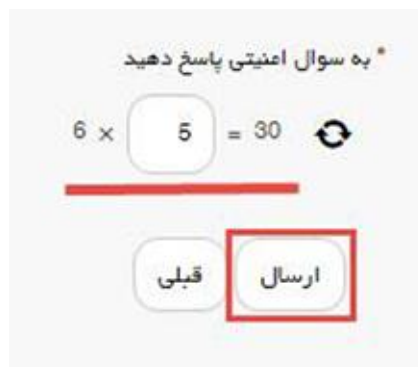 * به سوال امنیتی پاسخ دهید
6 × 5 = 30
ارسال قبلی